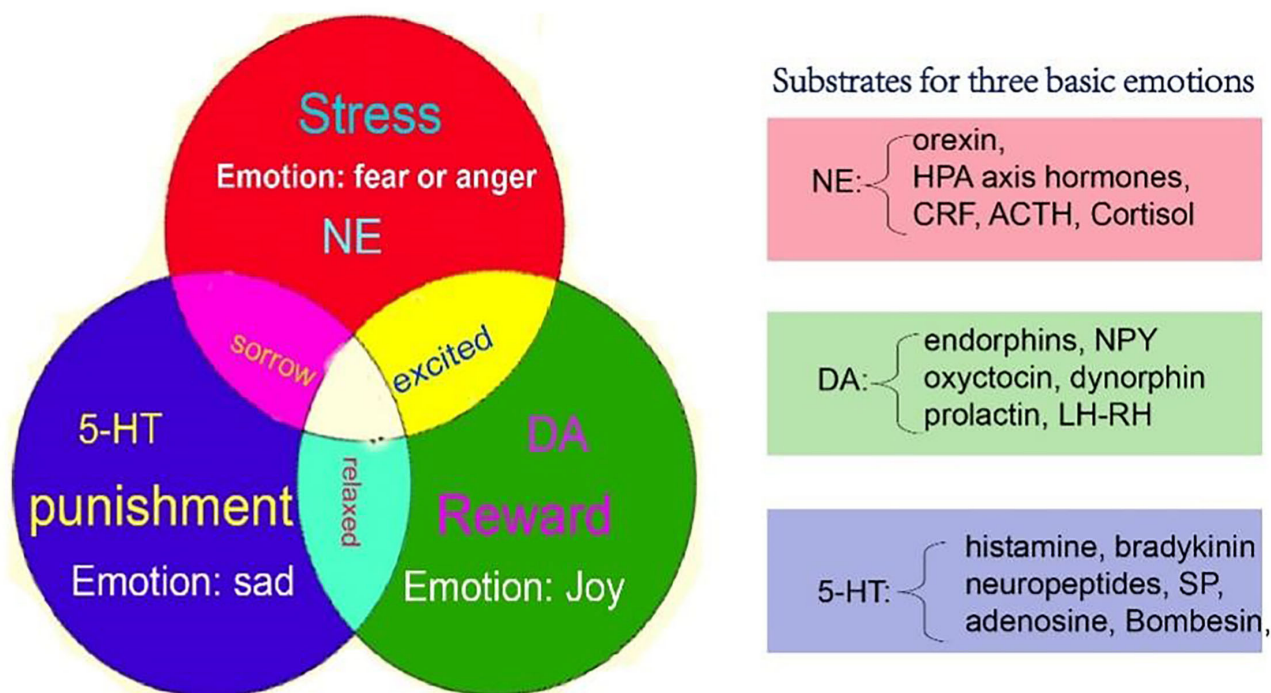 Stress
Emotion: fear or anger
NE
sorrow
excited
5-HT
punishment
Emotion: sad
relaxed
DA
Reward
Emotion: Joy
Substrates for three basic emotions
NE:
orexin,
HPA axis hormones,
CRF, ACTH, Cortisol
DA:
endorphins, NPY
oxyctocin, dynorphin
prolactin, LH-RH
5-HT:
histamine, bradykinin
neuropeptides, SP,
adenosine, Bombesin,